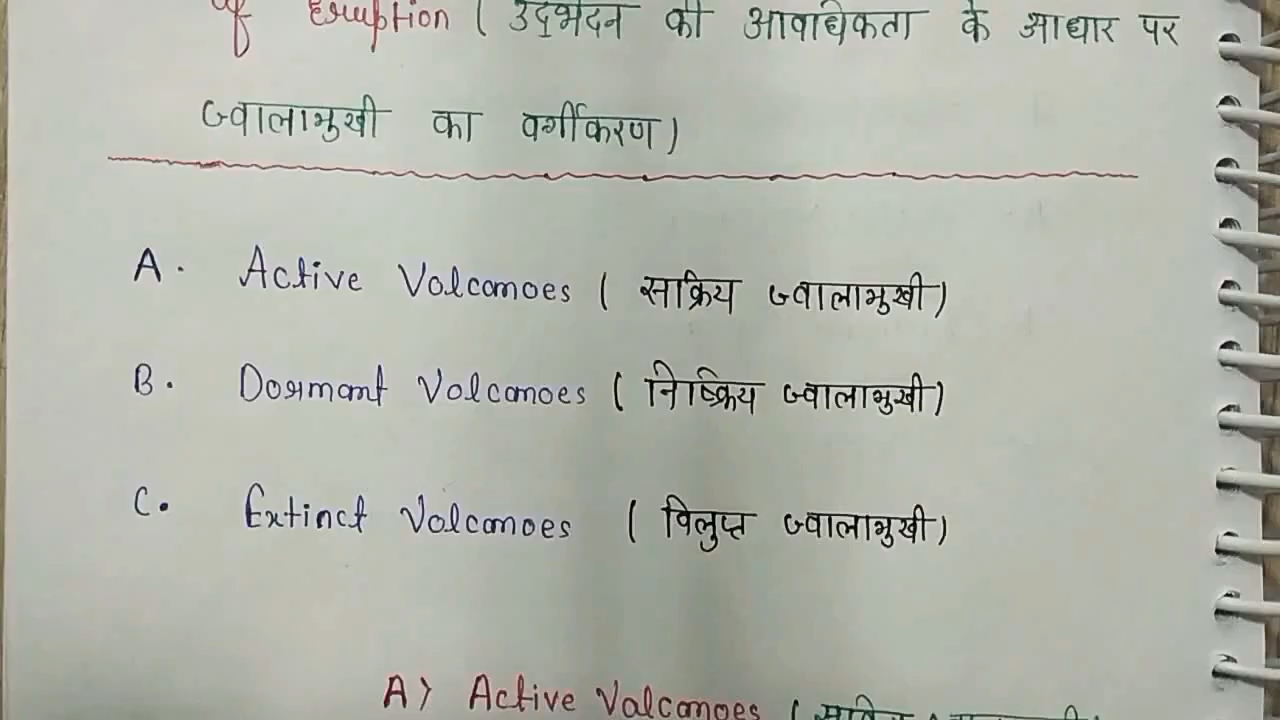 of Eruption ( उद्भेदन की आवधिकता के आधार पर
ज्वालामुखी का वर्गीकरण )
A. Active Volcanoes ( सक्रिय ज्वालामुखी )
B. Dormant Volcanoes ( निष्क्रिय ज्वालामुखी )
C. Extinct Volcanoes ( विलुप्त ज्वालामुखी )
A> Active Volcanoes (